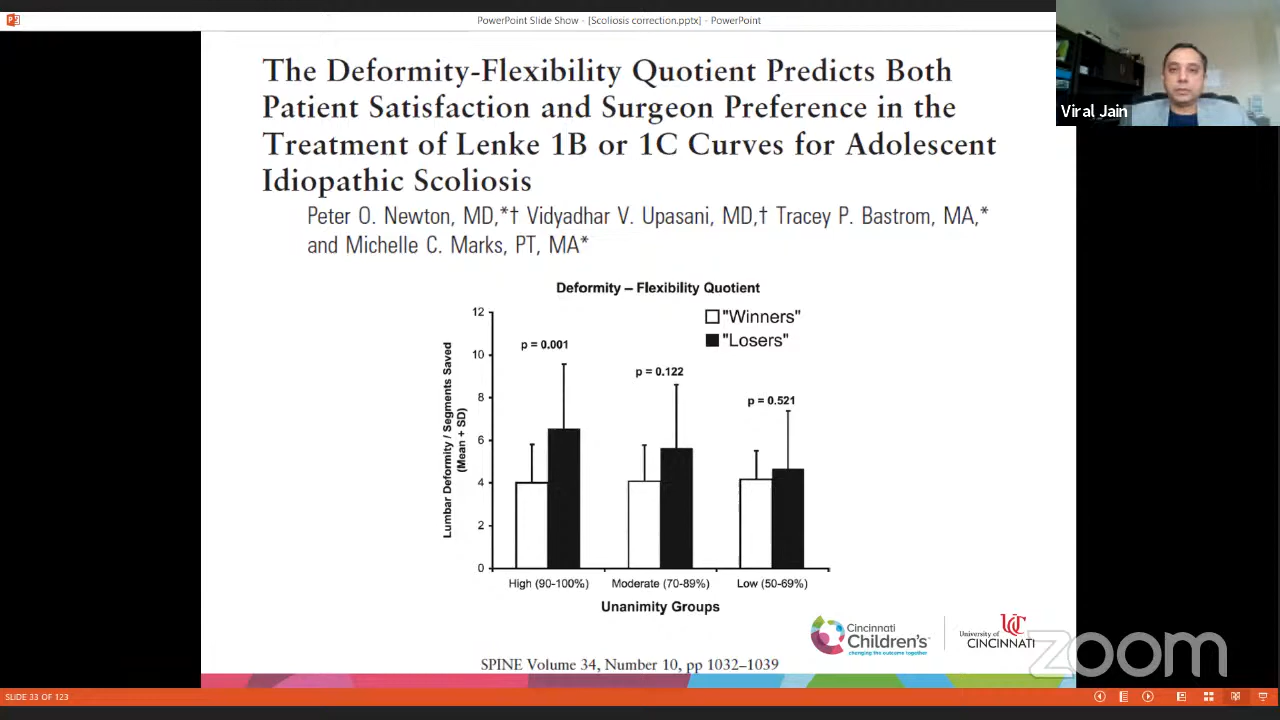 PowerPoint Slide Show - [Scoliosis correction.pptx] - PowerPoint
Viral Jain
The Deformity-Flexibility Quotient Predicts Both
Patient Satisfaction and Surgeon Preference in the
Treatment of Lenke 1B or 1C Curves for Adolescent
Idiopathic Scoliosis
Peter O. Newton, MD,*† Vidyadhar V. Upasani, MD,† Tracey P. Bastrom, MA,*
and Michelle C. Marks, PT, MA*
Deformity – Flexibility Quotient
"Winners"
"Losers"
Lumbar Deformity / Segments Saved
(Mean + SD)
12
10
8
6
4
2
0
p = 0.001
p = 0.122
p = 0.521
High (90-100%)
Moderate (70-89%)
Low (50-69%)
Unanimity Groups
Cincinnati
Children's
changing the outcome together
UC
University of
CINCINNATI
zoom
SPINE Volume 34, Number 10, pp 1032–1039
SLIDE 33 OF 123